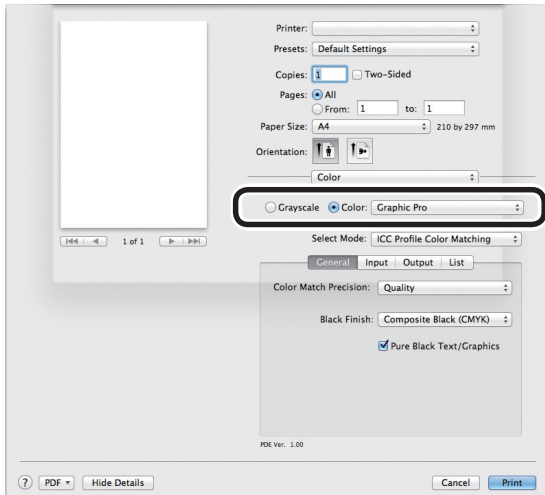 Printer:
Presets: Default Settings
Copies: 1 Two-Sided
Pages: All
From: 1 to: 1
Paper Size: A4 210 by 297 mm
Orientation:
Color
Grayscale Color: Graphic Pro
1 of 1
Select Mode: ICC Profile Color Matching
General Input Output List
Color Match Precision: Quality
Black Finish: Composite Black (CMYK)
Pure Black Text/Graphics
PDE Ver. 1.00
? PDF Hide Details Cancel Print